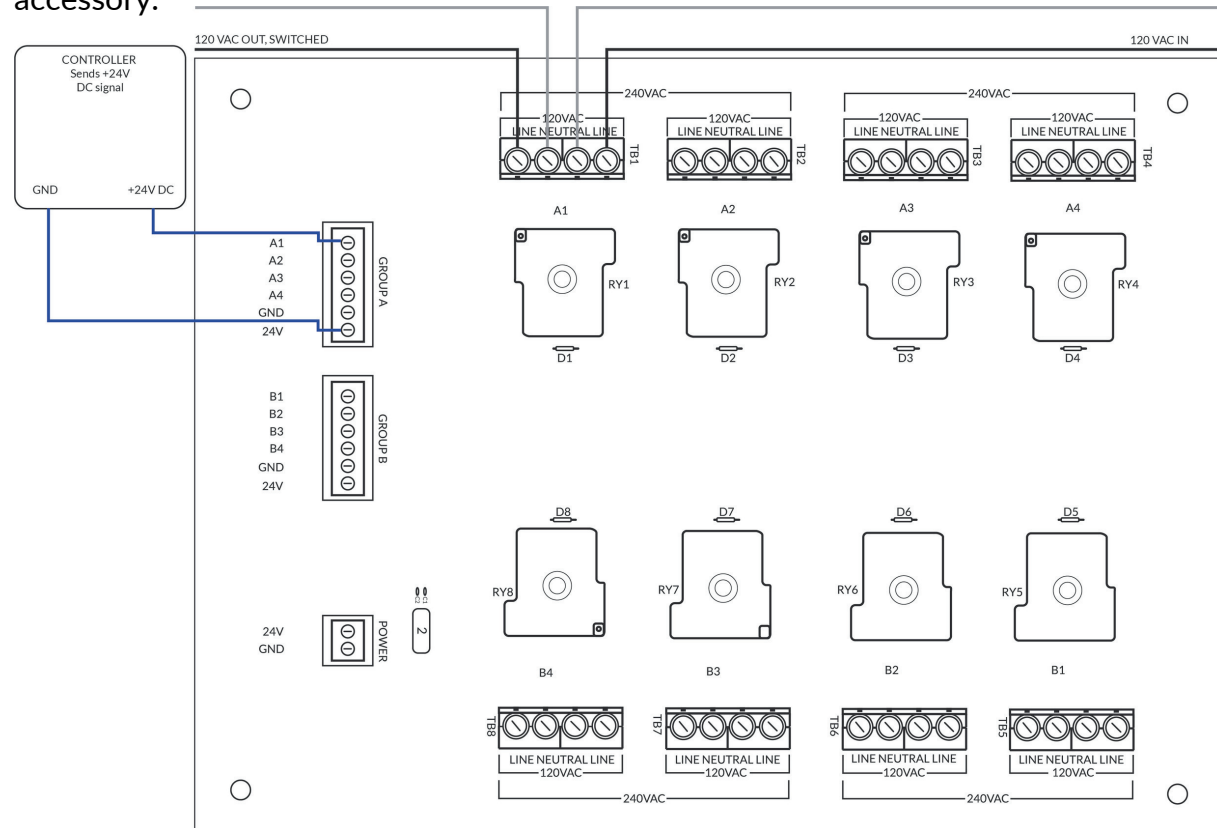 accessory.
120 VAC OUT, SWITCHED
120 VAC IN
CONTROLLER
Sends +24V
DC signal
GND
+24V DC
240VAC
240VAC
120VAC
120VAC
120VAC
120VAC
LINE NEUTRAL LINE
LINE NEUTRAL LINE
LINE NEUTRAL LINE
LINE NEUTRAL LINE
TB1
TB2
TB3
TB4
A1
A2
A3
A4
RY1
RY2
RY3
RY4
D1
D2
D3
D4
A1
A2
A3
A4
GND
24V
GROUP A
B1
B2
B3
B4
GND
24V
GROUP B
D8
D7
D6
D5
RY8
RY7
RY6
RY5
24V
GND
POWER
C2
C1
2
B4
B3
B2
B1
TB8
TB7
TB6
TB5
LINE NEUTRAL LINE
LINE NEUTRAL LINE
LINE NEUTRAL LINE
LINE NEUTRAL LINE
120VAC
120VAC
120VAC
120VAC
240VAC
240VAC